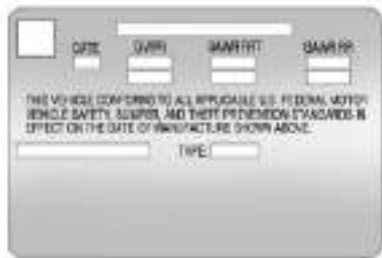 DATE GVWR GAWR FRT GAWR RR
THIS VEHICLE CONFORMS TO ALL APPLICABLE U.S. FEDERAL MOTOR
VEHICLE SAFETY, BUMPER, AND THEFT PREVENTION STANDARDS IN
EFFECT ON THE DATE OF MANUFACTURE SHOWN ABOVE.
TYPE: